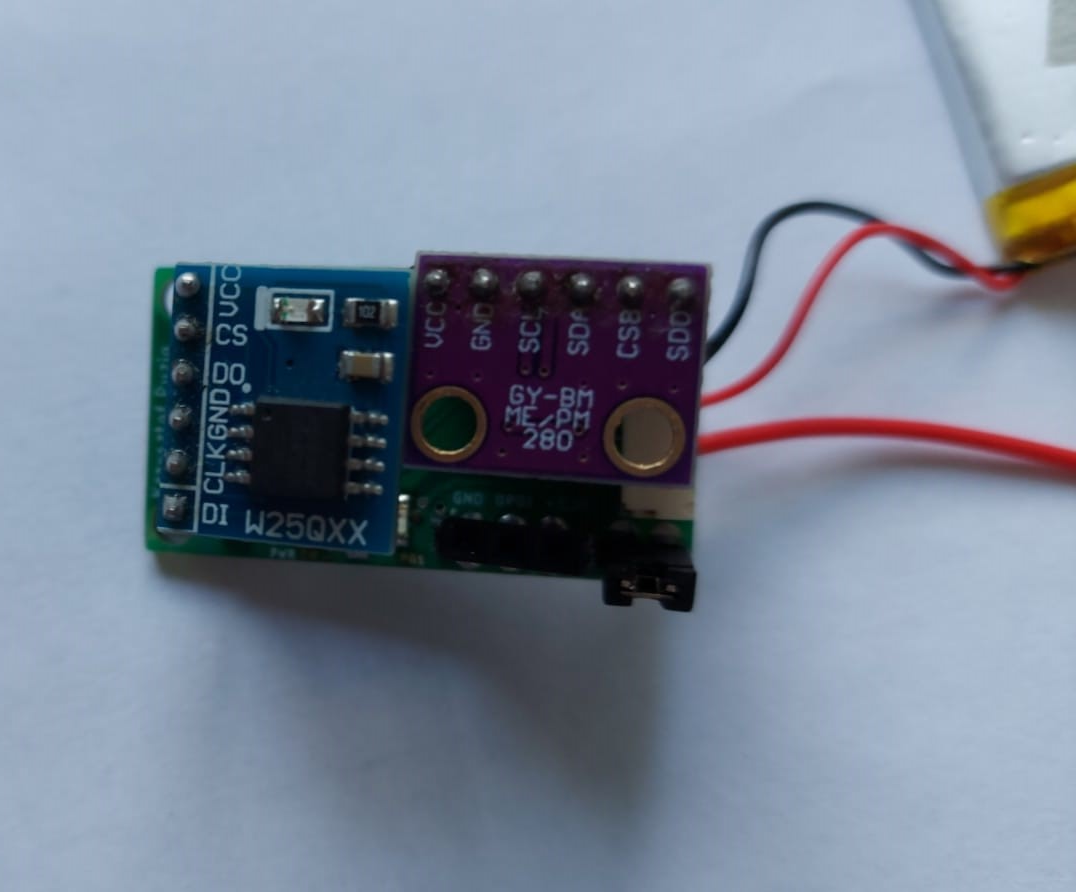 VCC
CS
DO
GND
CLK
DI
102
W25QXX
VCC
GND
SCL
SDA
CSB
SDO
GY-BM
ME/PM
280
GND
PWR